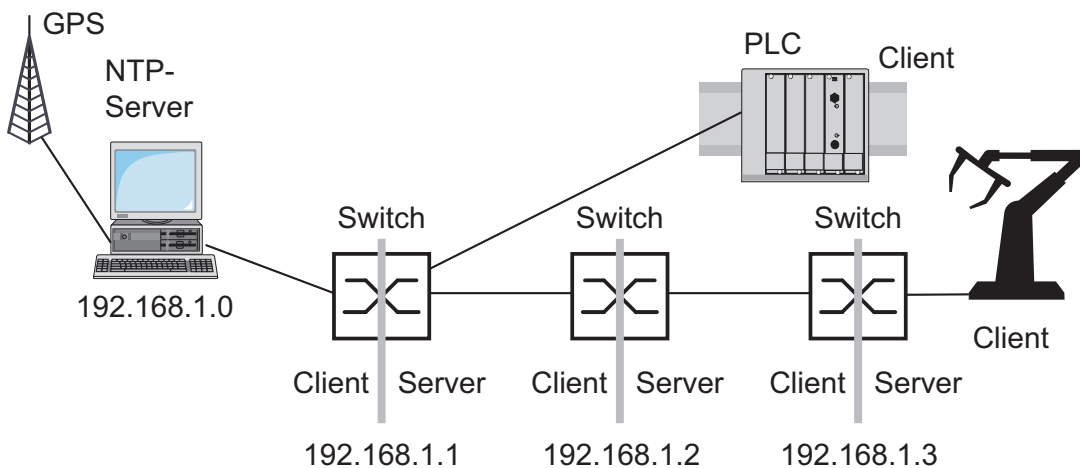 GPS
NTP-
Server
192.168.1.0
PLC
Client
Switch
Switch
Switch
Client
Client Server
Client Server
Client Server
192.168.1.1
192.168.1.2
192.168.1.3